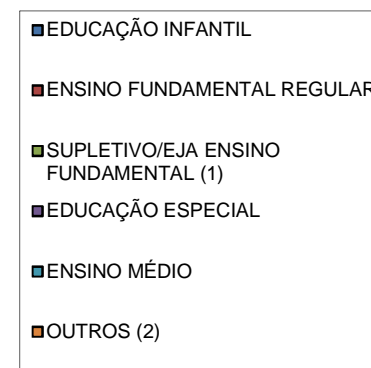 EDUCAÇÃO INFANTIL
ENSINO FUNDAMENTAL REGULAR
SUPLETIVO/EJA ENSINO
FUNDAMENTAL (1)
EDUCAÇÃO ESPECIAL
ENSINO MÉDIO
OUTROS (2)